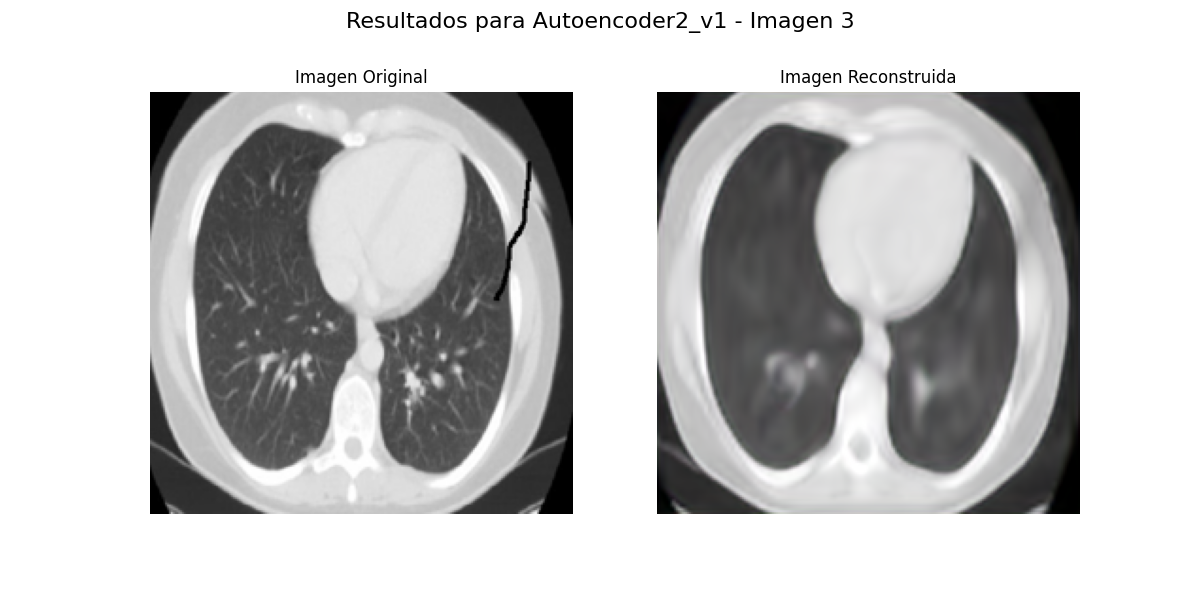 Resultados para Autoencoder2_v1 - Imagen 3
Imagen Original
Imagen Reconstruida